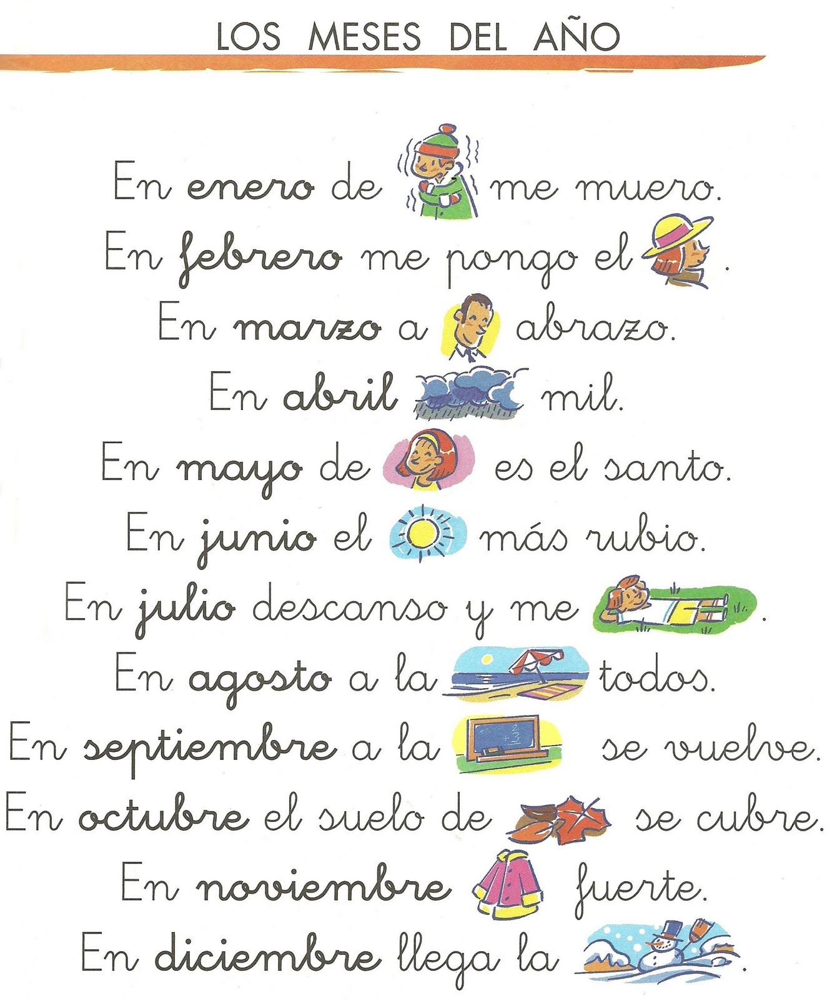 LOS MESES DEL AÑO
En enero de me muero.
En febrero me pongo el .
En marzo a abrazo.
En abril mil.
En mayo de es el santo.
En junio el más rubio.
En julio descanso y me .
En agosto a la todos.
En septiembre a la se vuelve.
En octubre el suelo de se cubre.
En noviembre fuerte.
En diciembre llega la .